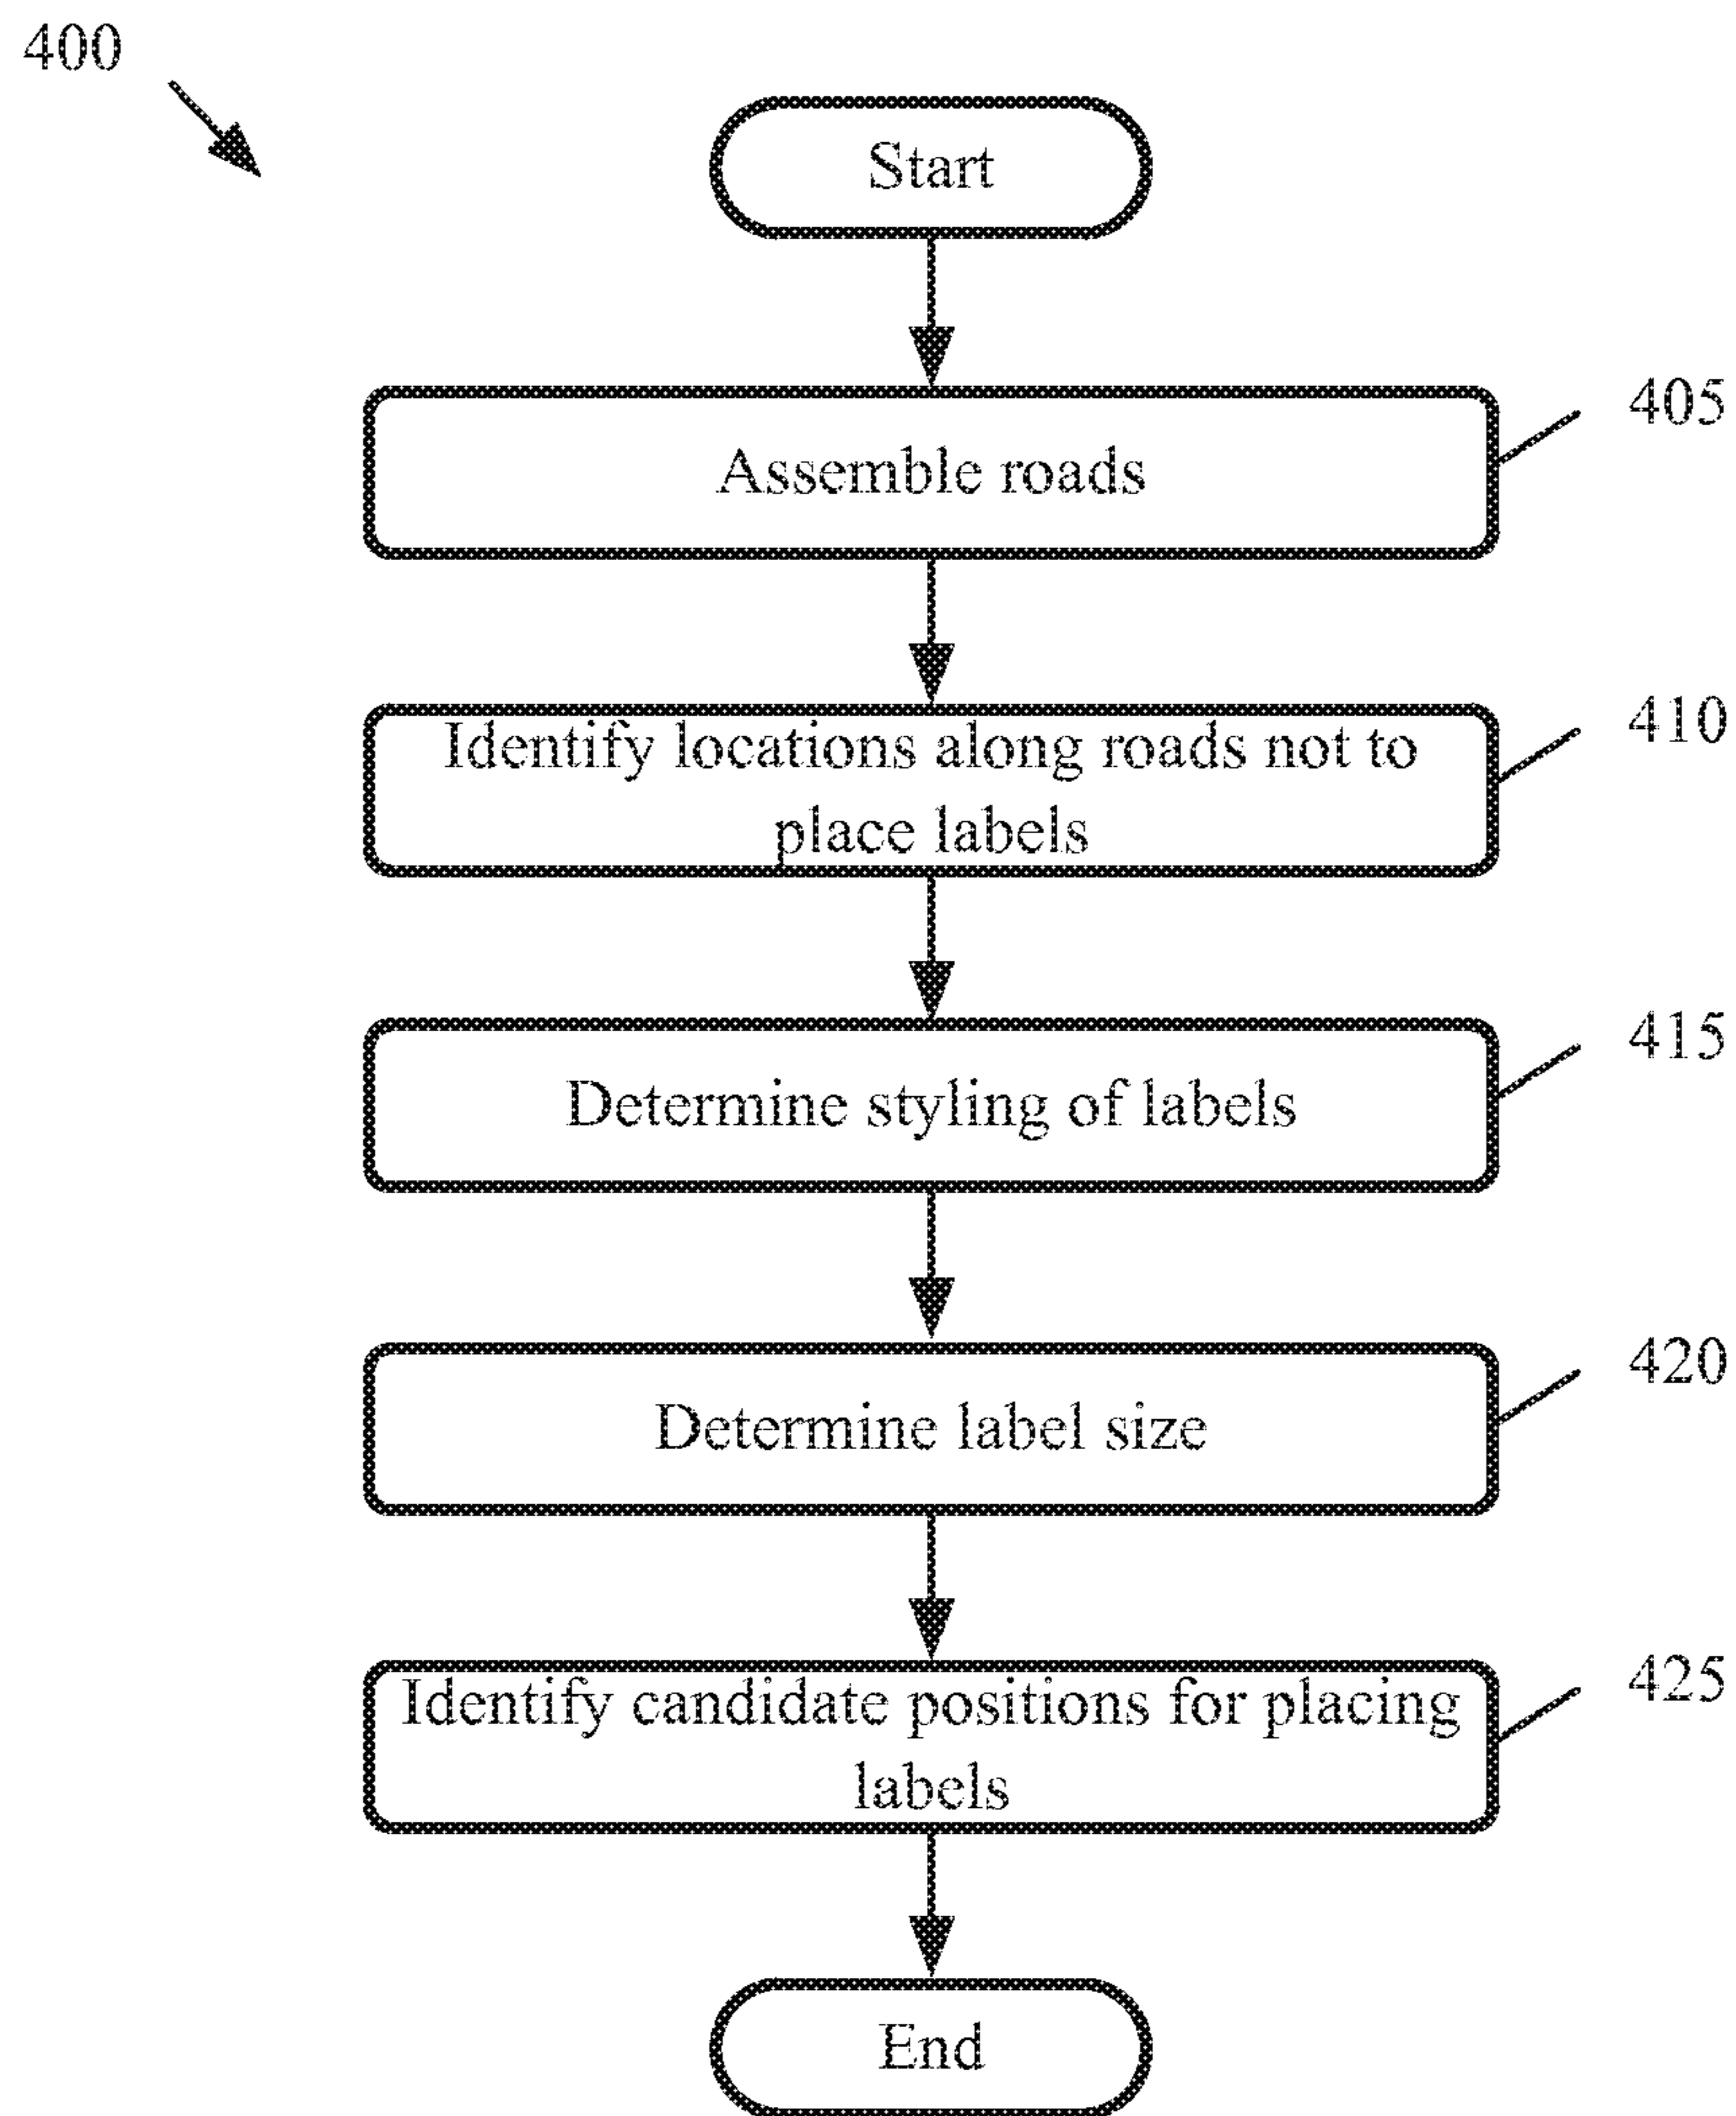 400
Start
405
Assemble roads
410
Identify locations along roads not to
place labels
415
Determine styling of labels
420
Determine label size
425
Identify candidate positions for placing
labels
End